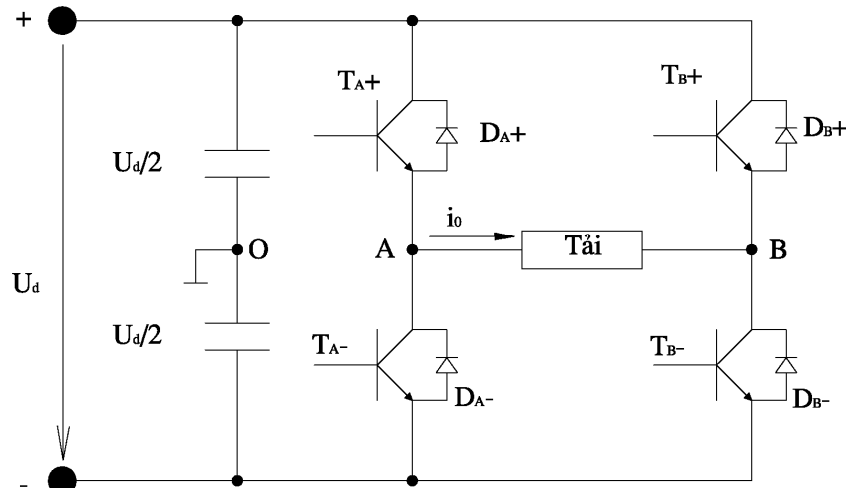 +
TA+
TB+
DA+
DB+
Ud/2
i0
A
Tải
B
O
Ud
Ud/2
TA-
TB-
DA-
DB-
-